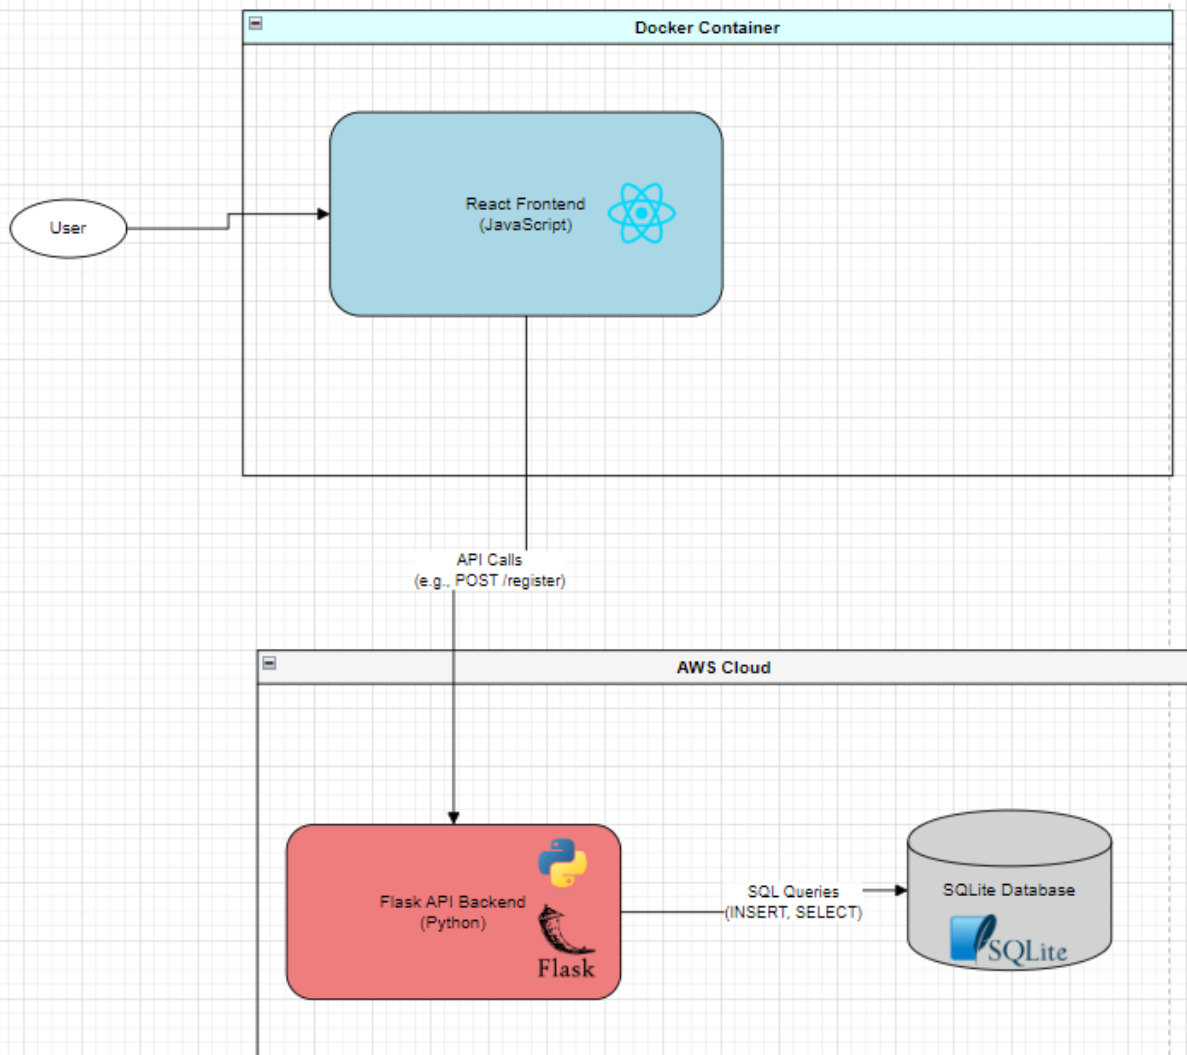 Docker Container
React Frontend
(JavaScript)
User
API Calls
(e.g., POST /register)
AWS Cloud
Flask API Backend
(Python)
Flask
SQL Queries
(INSERT, SELECT)
SQLite Database
SQLite